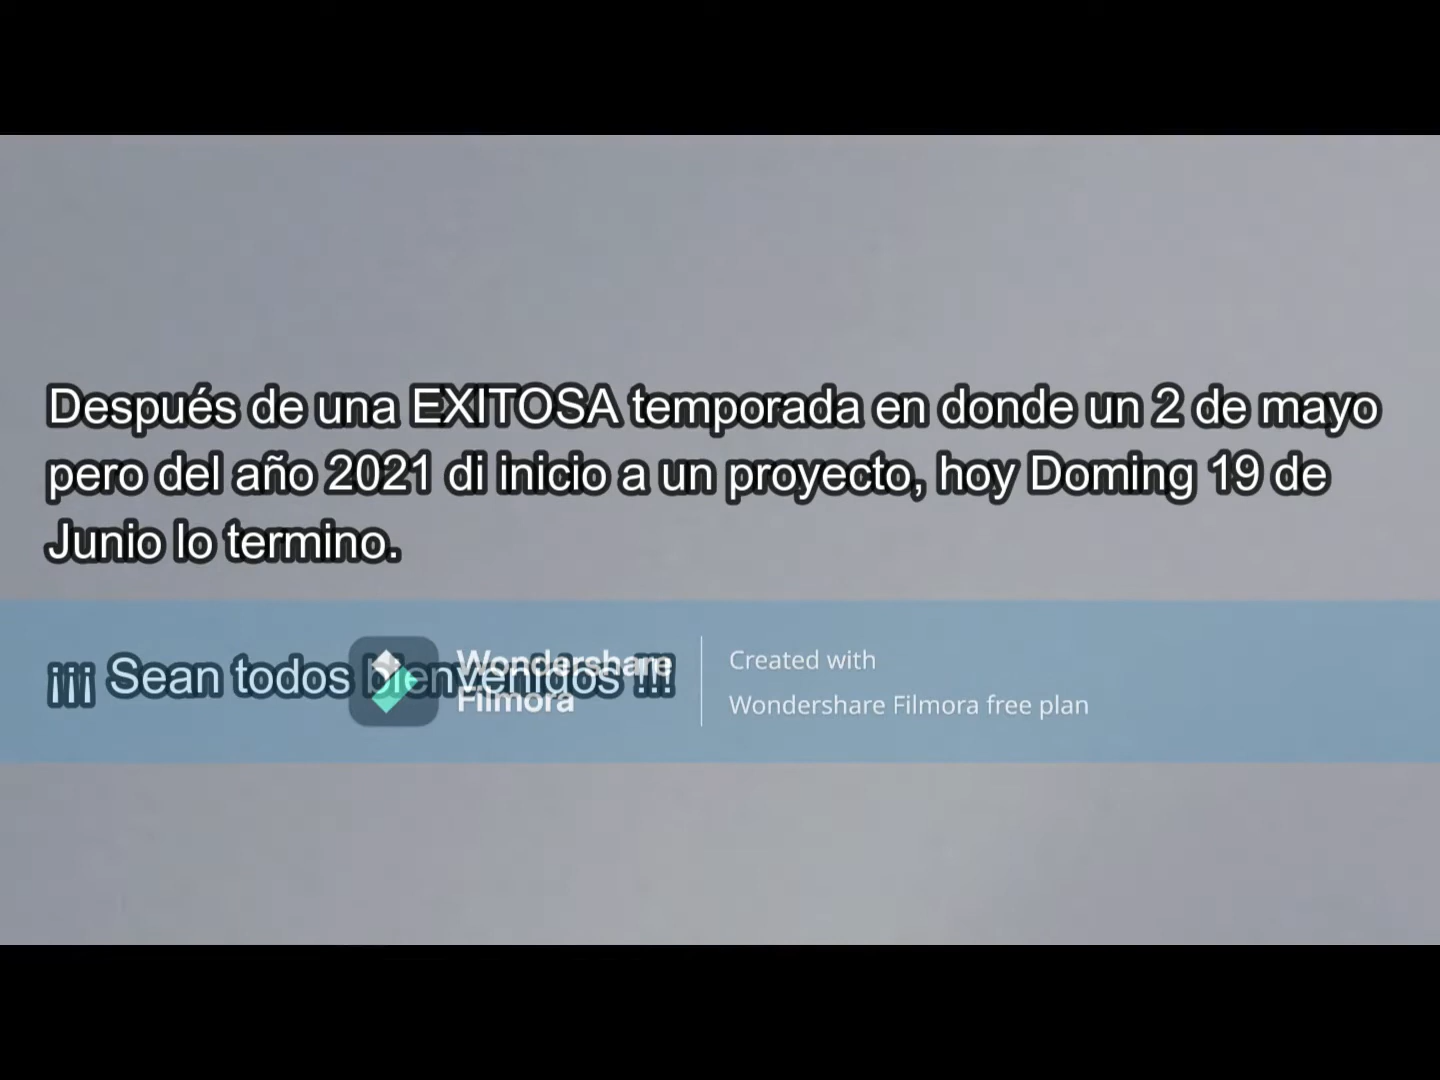 Después de una EXITOSA temporada en donde un 2 de mayo
pero del año 2021 di inicio a un proyecto, hoy Doming 19 de
Junio lo termino.
¡¡¡ Sean todos bienvenidos !!!
Wondershare
Filmora
Created with
Wondershare Filmora free plan